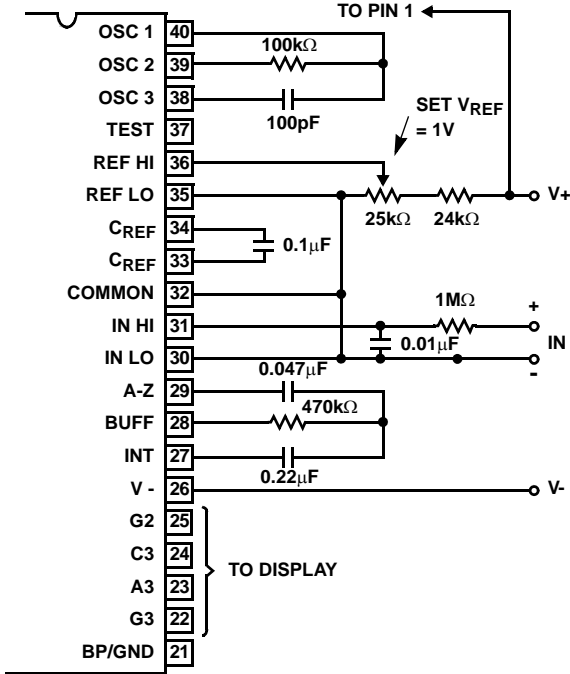 TO PIN 1
OSC 1 40
100kΩ
OSC 2 39
OSC 3 38
100pF
SET VREF
= 1V
TEST 37
REF HI 36
REF LO 35
V+
25kΩ 24kΩ
CREF 34
0.1µF
CREF 33
COMMON 32
1MΩ
+
IN HI 31
0.01µF IN
IN LO 30
-
0.047µF
A-Z 29
470kΩ
BUFF 28
INT 27
0.22µF
V - 26
V-
G2 25
C3 24
TO DISPLAY
A3 23
G3 22
BP/GND 21